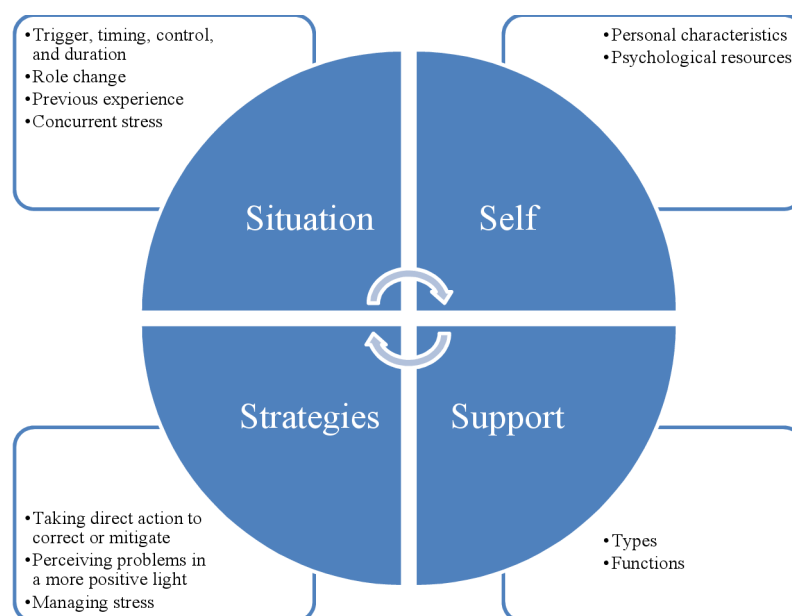 •Trigger, timing, control,
and duration
•Role change
•Previous experience
•Concurrent stress
•Personal characteristics
•Psychological resources
Situation
Self
Strategies
Support
•Taking direct action to
correct or mitigate
•Perceiving problems in
a more positive light
•Managing stress
•Types
•Functions